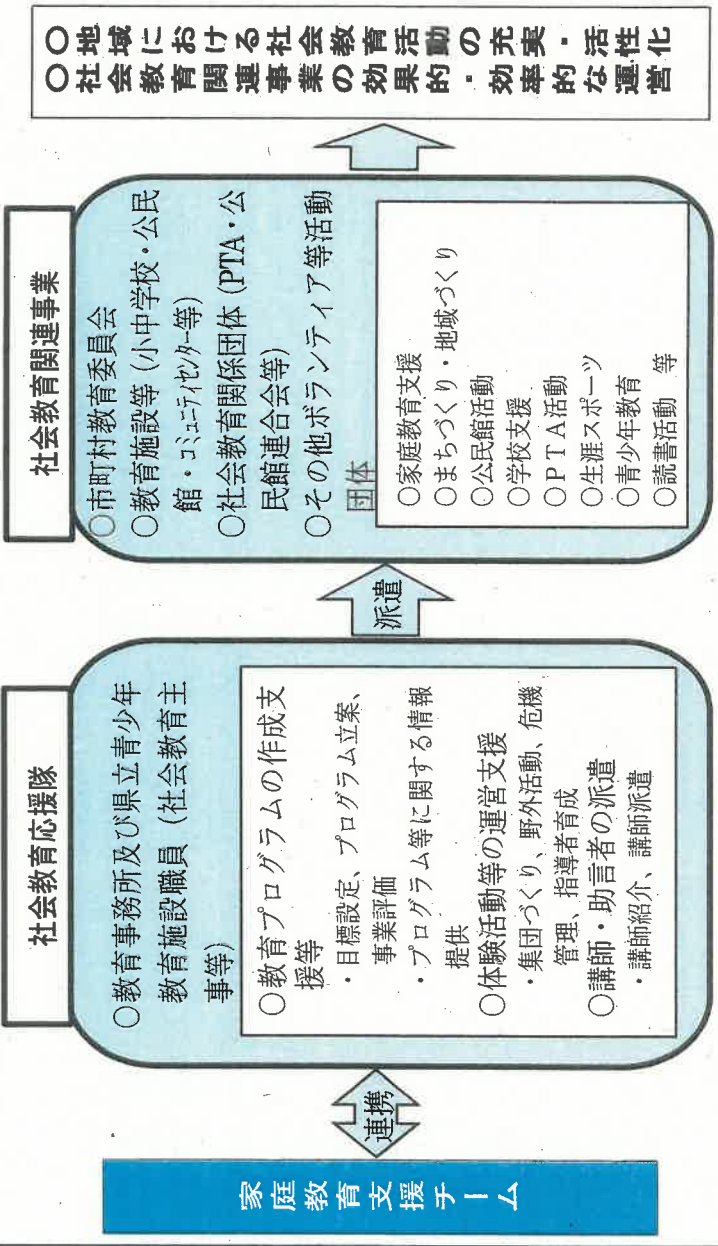 家庭教育支援チーム
連携
社会教育応援隊
○教育事務所及び県立青少年
教育施設職員（社会教育主
事等）
○教育プログラムの作成支
援等
・目標設定、プログラム立案、
事業評価
・プログラム等に関する情報
提供
○体験活動等の運営支援
・集団づくり、野外活動、危機
管理、指導者育成
○講師・助言者の派遣
・講師紹介、講師派遣
派遣
社会教育関連事業
○市町村教育委員会
○教育施設等（小中学校・公民
館・コミュニティセンター等）
○社会教育関係団体（PTA・公
民館連合会等）
○その他ボランティア等活動
団体
○家庭教育支援
○まちづくり・地域づくり
○公民館活動
○学校支援
○ＰＴＡ活動
○生涯スポーツ
○青少年教育
○読書活動 等
○地域における社会教育活動の充実・活性化
○社会教育関連事業の効果的・効率的な運営